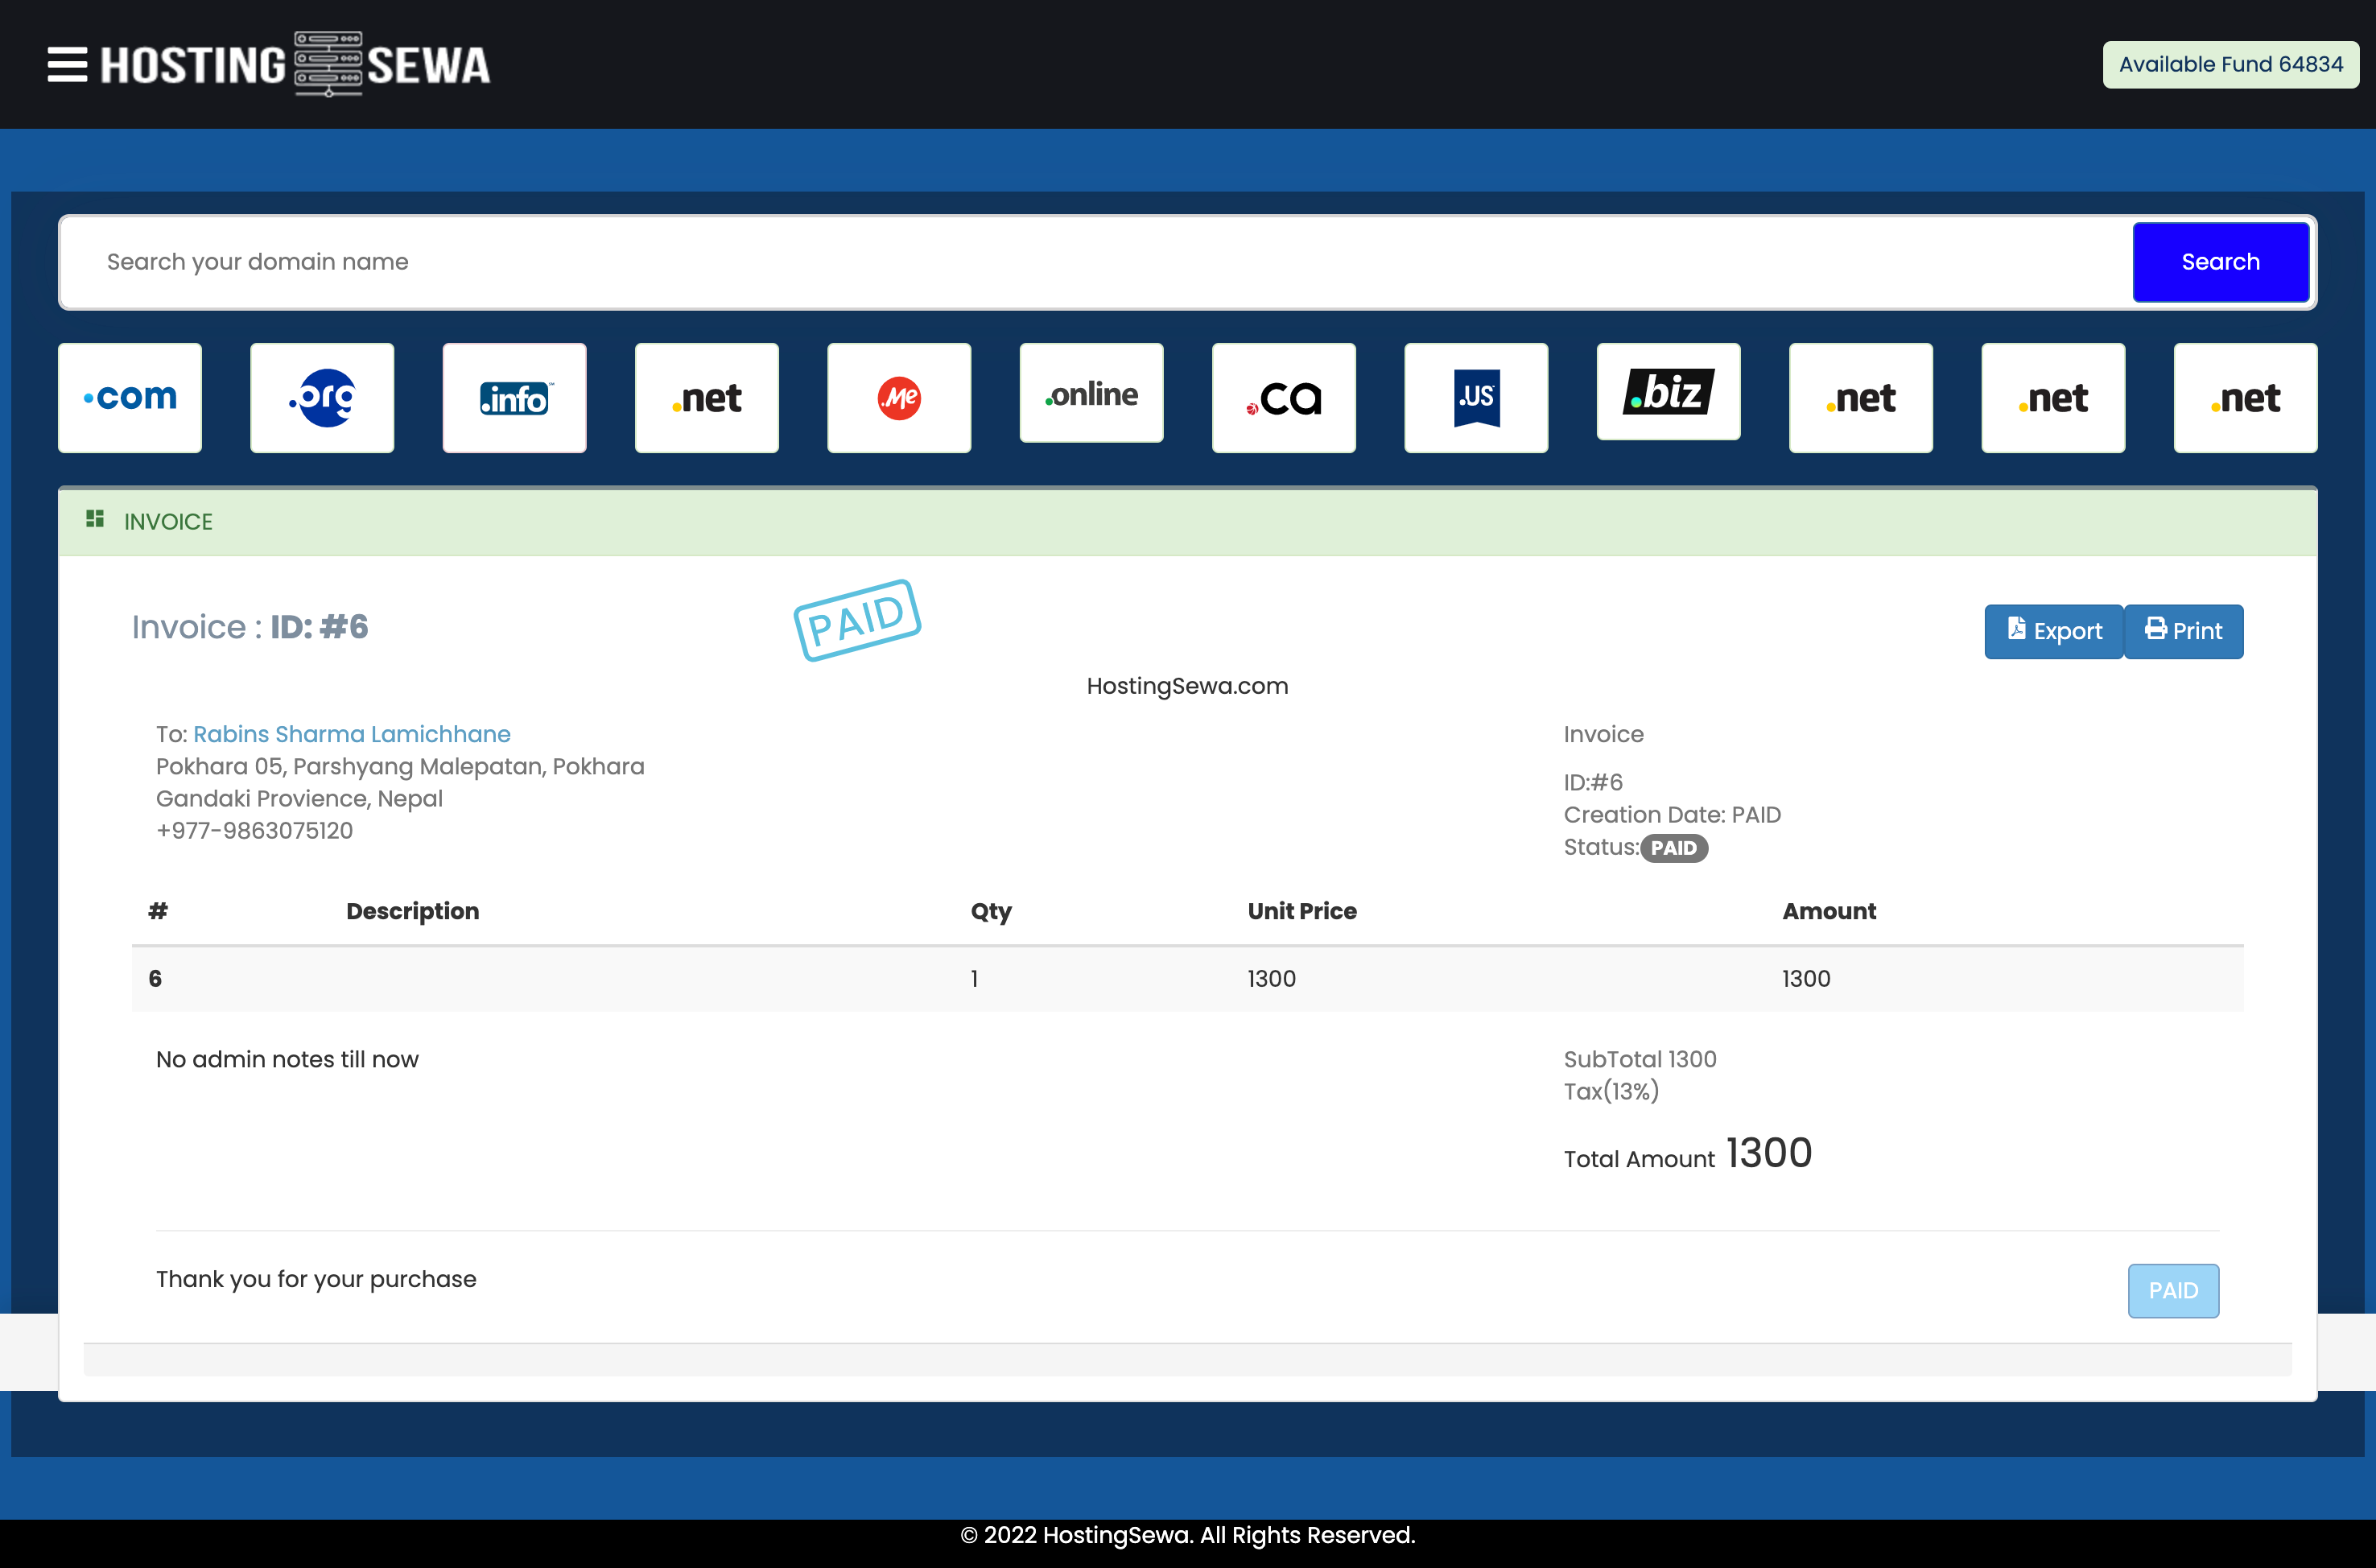 HOSTING SEWA
Available Fund 64834
Search your domain name
Search
.com
.org
.info™
.net
.Me
.online
.ca
.US
.biz
.net
.net
.net
INVOICE
Invoice : ID: #6
PAID
Export
Print
HostingSewa.com
To: Rabins Sharma Lamichhane
Pokhara 05, Parshyang Malepatan, Pokhara
Gandaki Provience, Nepal
+977-9863075120
Invoice
ID:#6
Creation Date: PAID
Status:PAID
# Description Qty Unit Price Amount
6 1 1300 1300
No admin notes till now
SubTotal 1300
Tax(13%)
Total Amount 1300
Thank you for your purchase
PAID
© 2022 HostingSewa. All Rights Reserved.